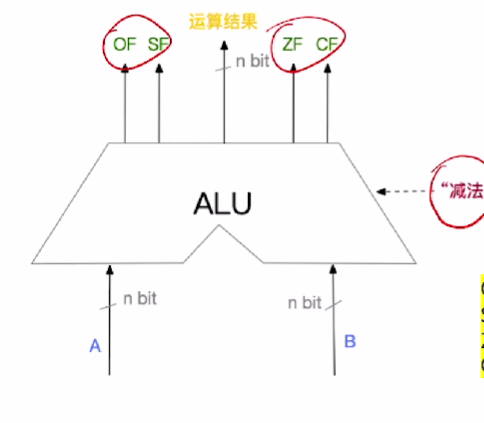 运算结果
OF SF
ZF CF
n bit
ALU
“减法
n bit
n bit
A
B